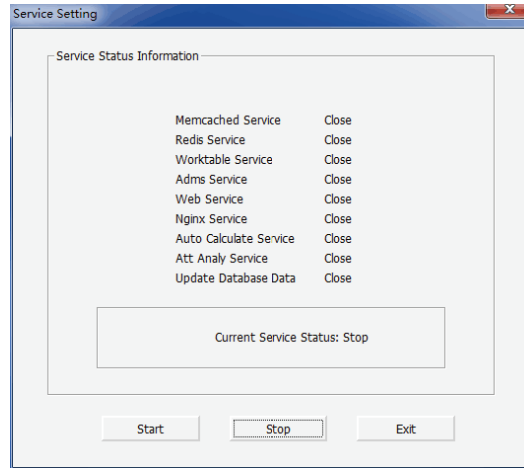 Service Setting
x
Service Status Information
Memcached Service Close
Redis Service Close
Worktable Service Close
Adms Service Close
Web Service Close
Nginx Service Close
Auto Calculate Service Close
Att Analy Service Close
Update Database Data Close
Current Service Status: Stop
Start Stop Exit